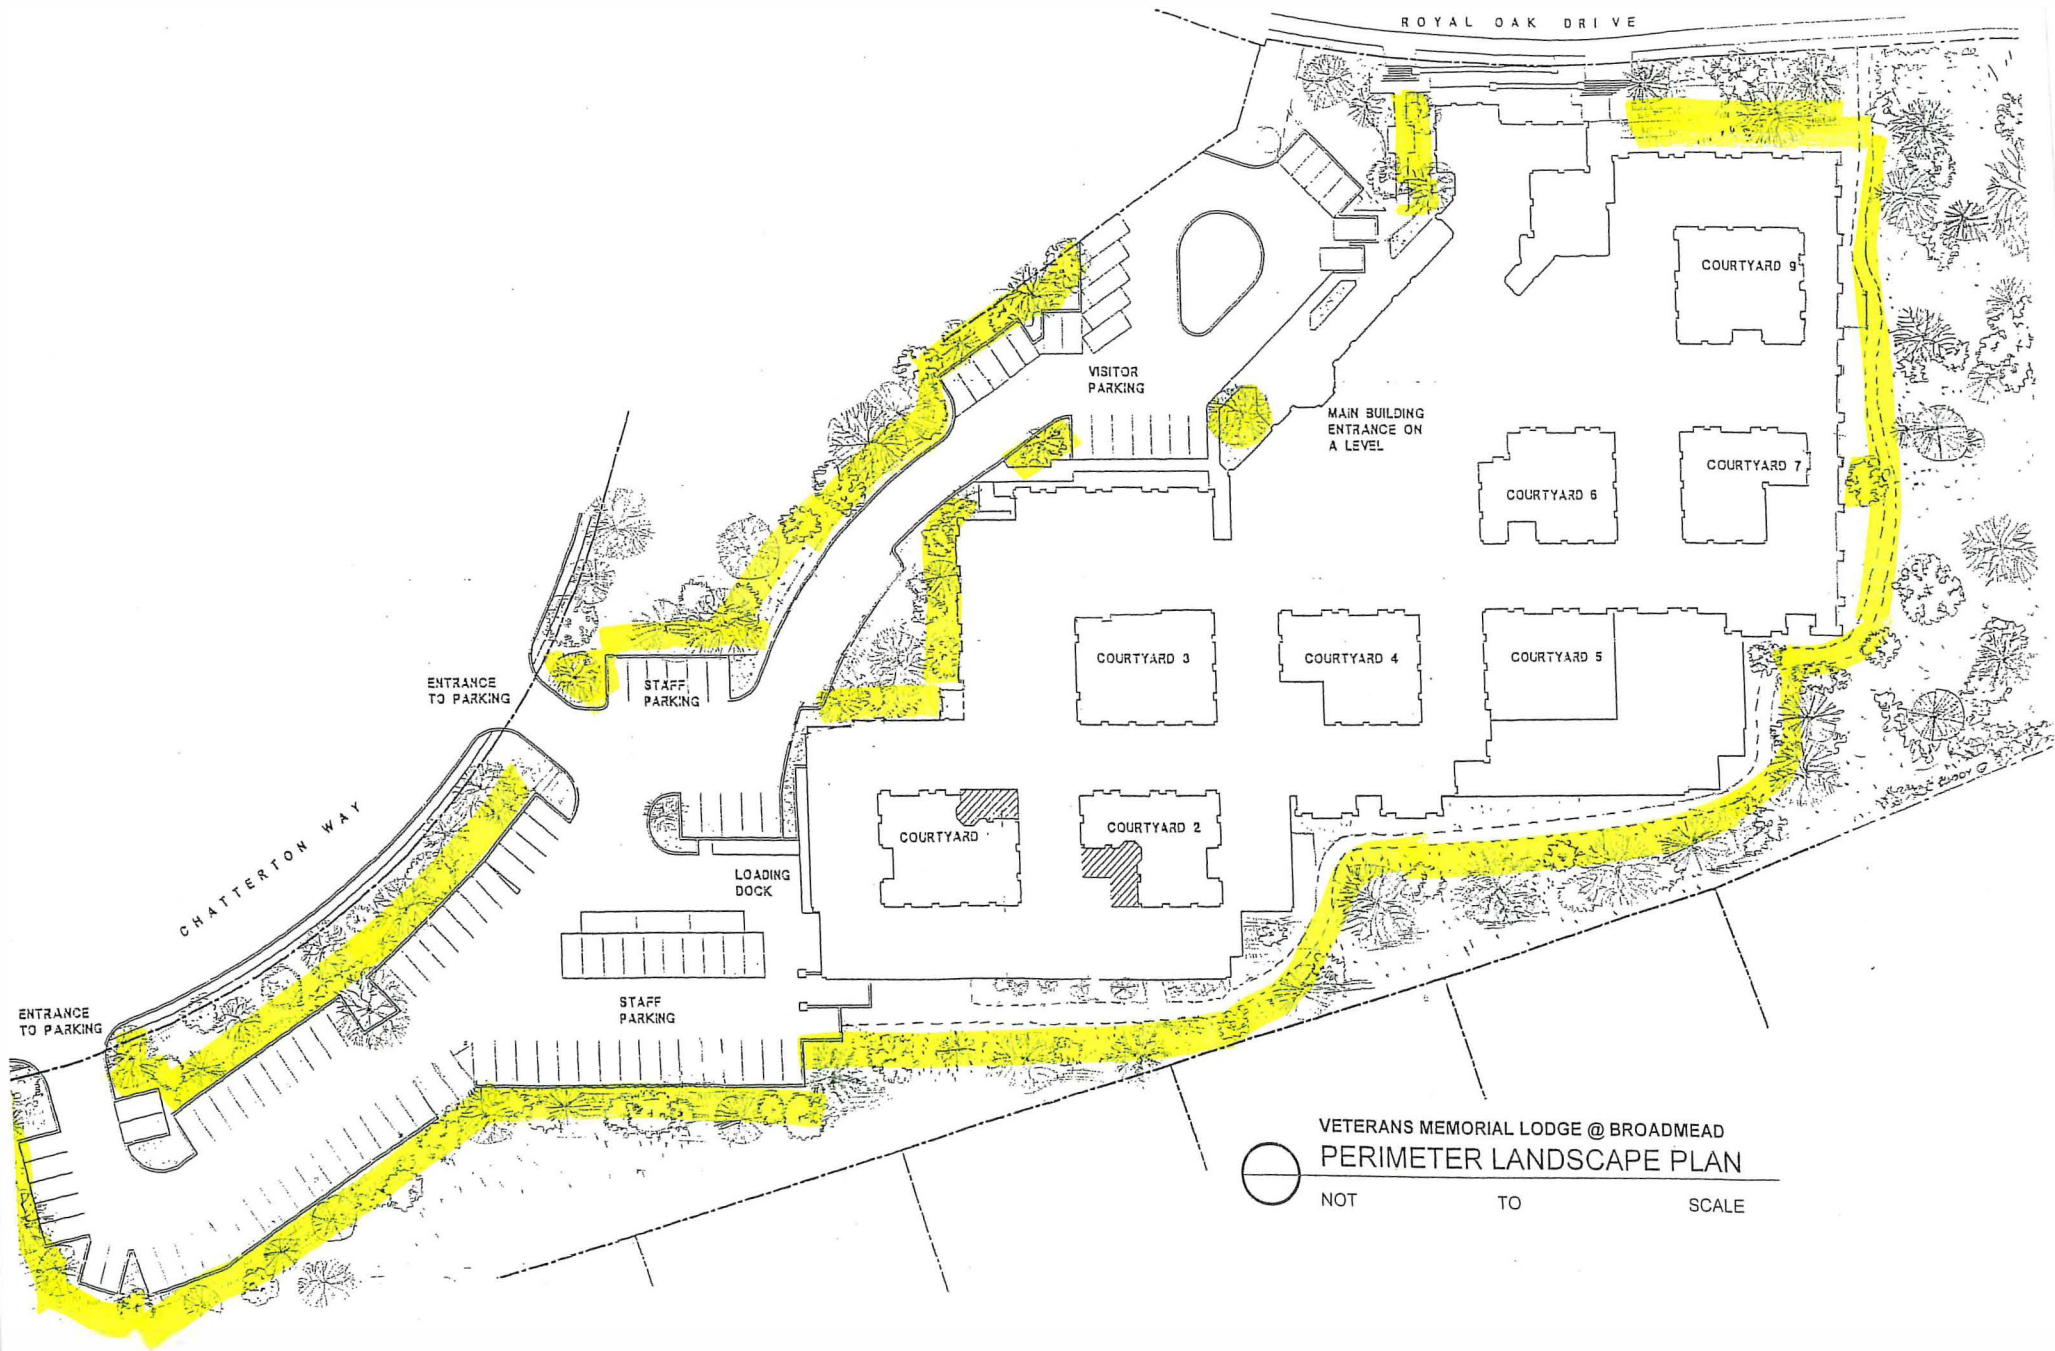 ROYAL OAK DRIVE
COURTYARD 9
VISITOR
PARKING
MAIN BUILDING
ENTRANCE ON
A LEVEL
COURTYARD 7
COURTYARD 6
COURTYARD 3
COURTYARD 4
COURTYARD 5
ENTRANCE
TO PARKING
STAFF
PARKING
COURTYARD
COURTYARD 2
CHATTERTON WAY
LOADING
DOCK
STAFF
PARKING
ENTRANCE
TO PARKING
VETERANS MEMORIAL LODGE @ BROADMEAD
PERIMETER LANDSCAPE PLAN
NOT TO SCALE